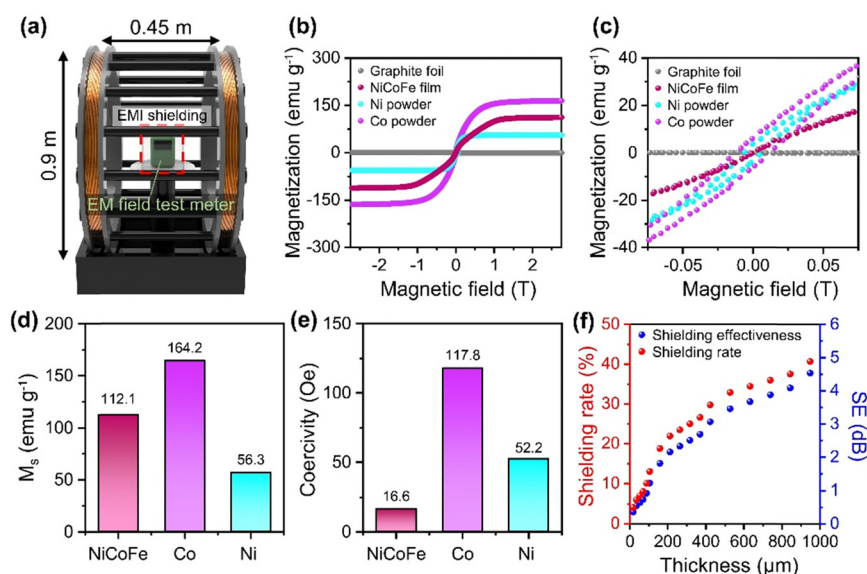 (a)
0.45 m
0.9 m
EMI shielding
EM field test meter
(b)
Magnetization (emu g⁻¹)
300
150
0
-150
-300
Graphite foil
NiCoFe film
Ni powder
Co powder
-2 -1 0 1 2
Magnetic field (T)
(c)
Magnetization (emu g⁻¹)
40
20
0
-20
-40
Graphite foil
NiCoFe film
Ni powder
Co powder
-0.05 0.00 0.05
Magnetic field (T)
(d)
Mₛ (emu g⁻¹)
200
150
100
50
0
112.1
164.2
56.3
NiCoFe Co Ni
(e)
Coercivity (Oe)
150
100
50
0
16.6
117.8
52.2
NiCoFe Co Ni
(f)
Shielding rate (%)
50
40
30
20
10
0
Shielding effectiveness
Shielding rate
6
5
4
3
2
1
0
SE (dB)
0 200 400 600 800 1000
Thickness (μm)